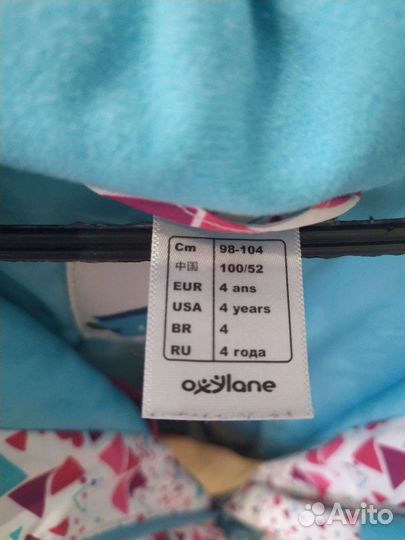 Cm 98-104
中国 100/52
EUR 4 ans
USA 4 years
BR 4
RU 4 года
oxylane
Avito